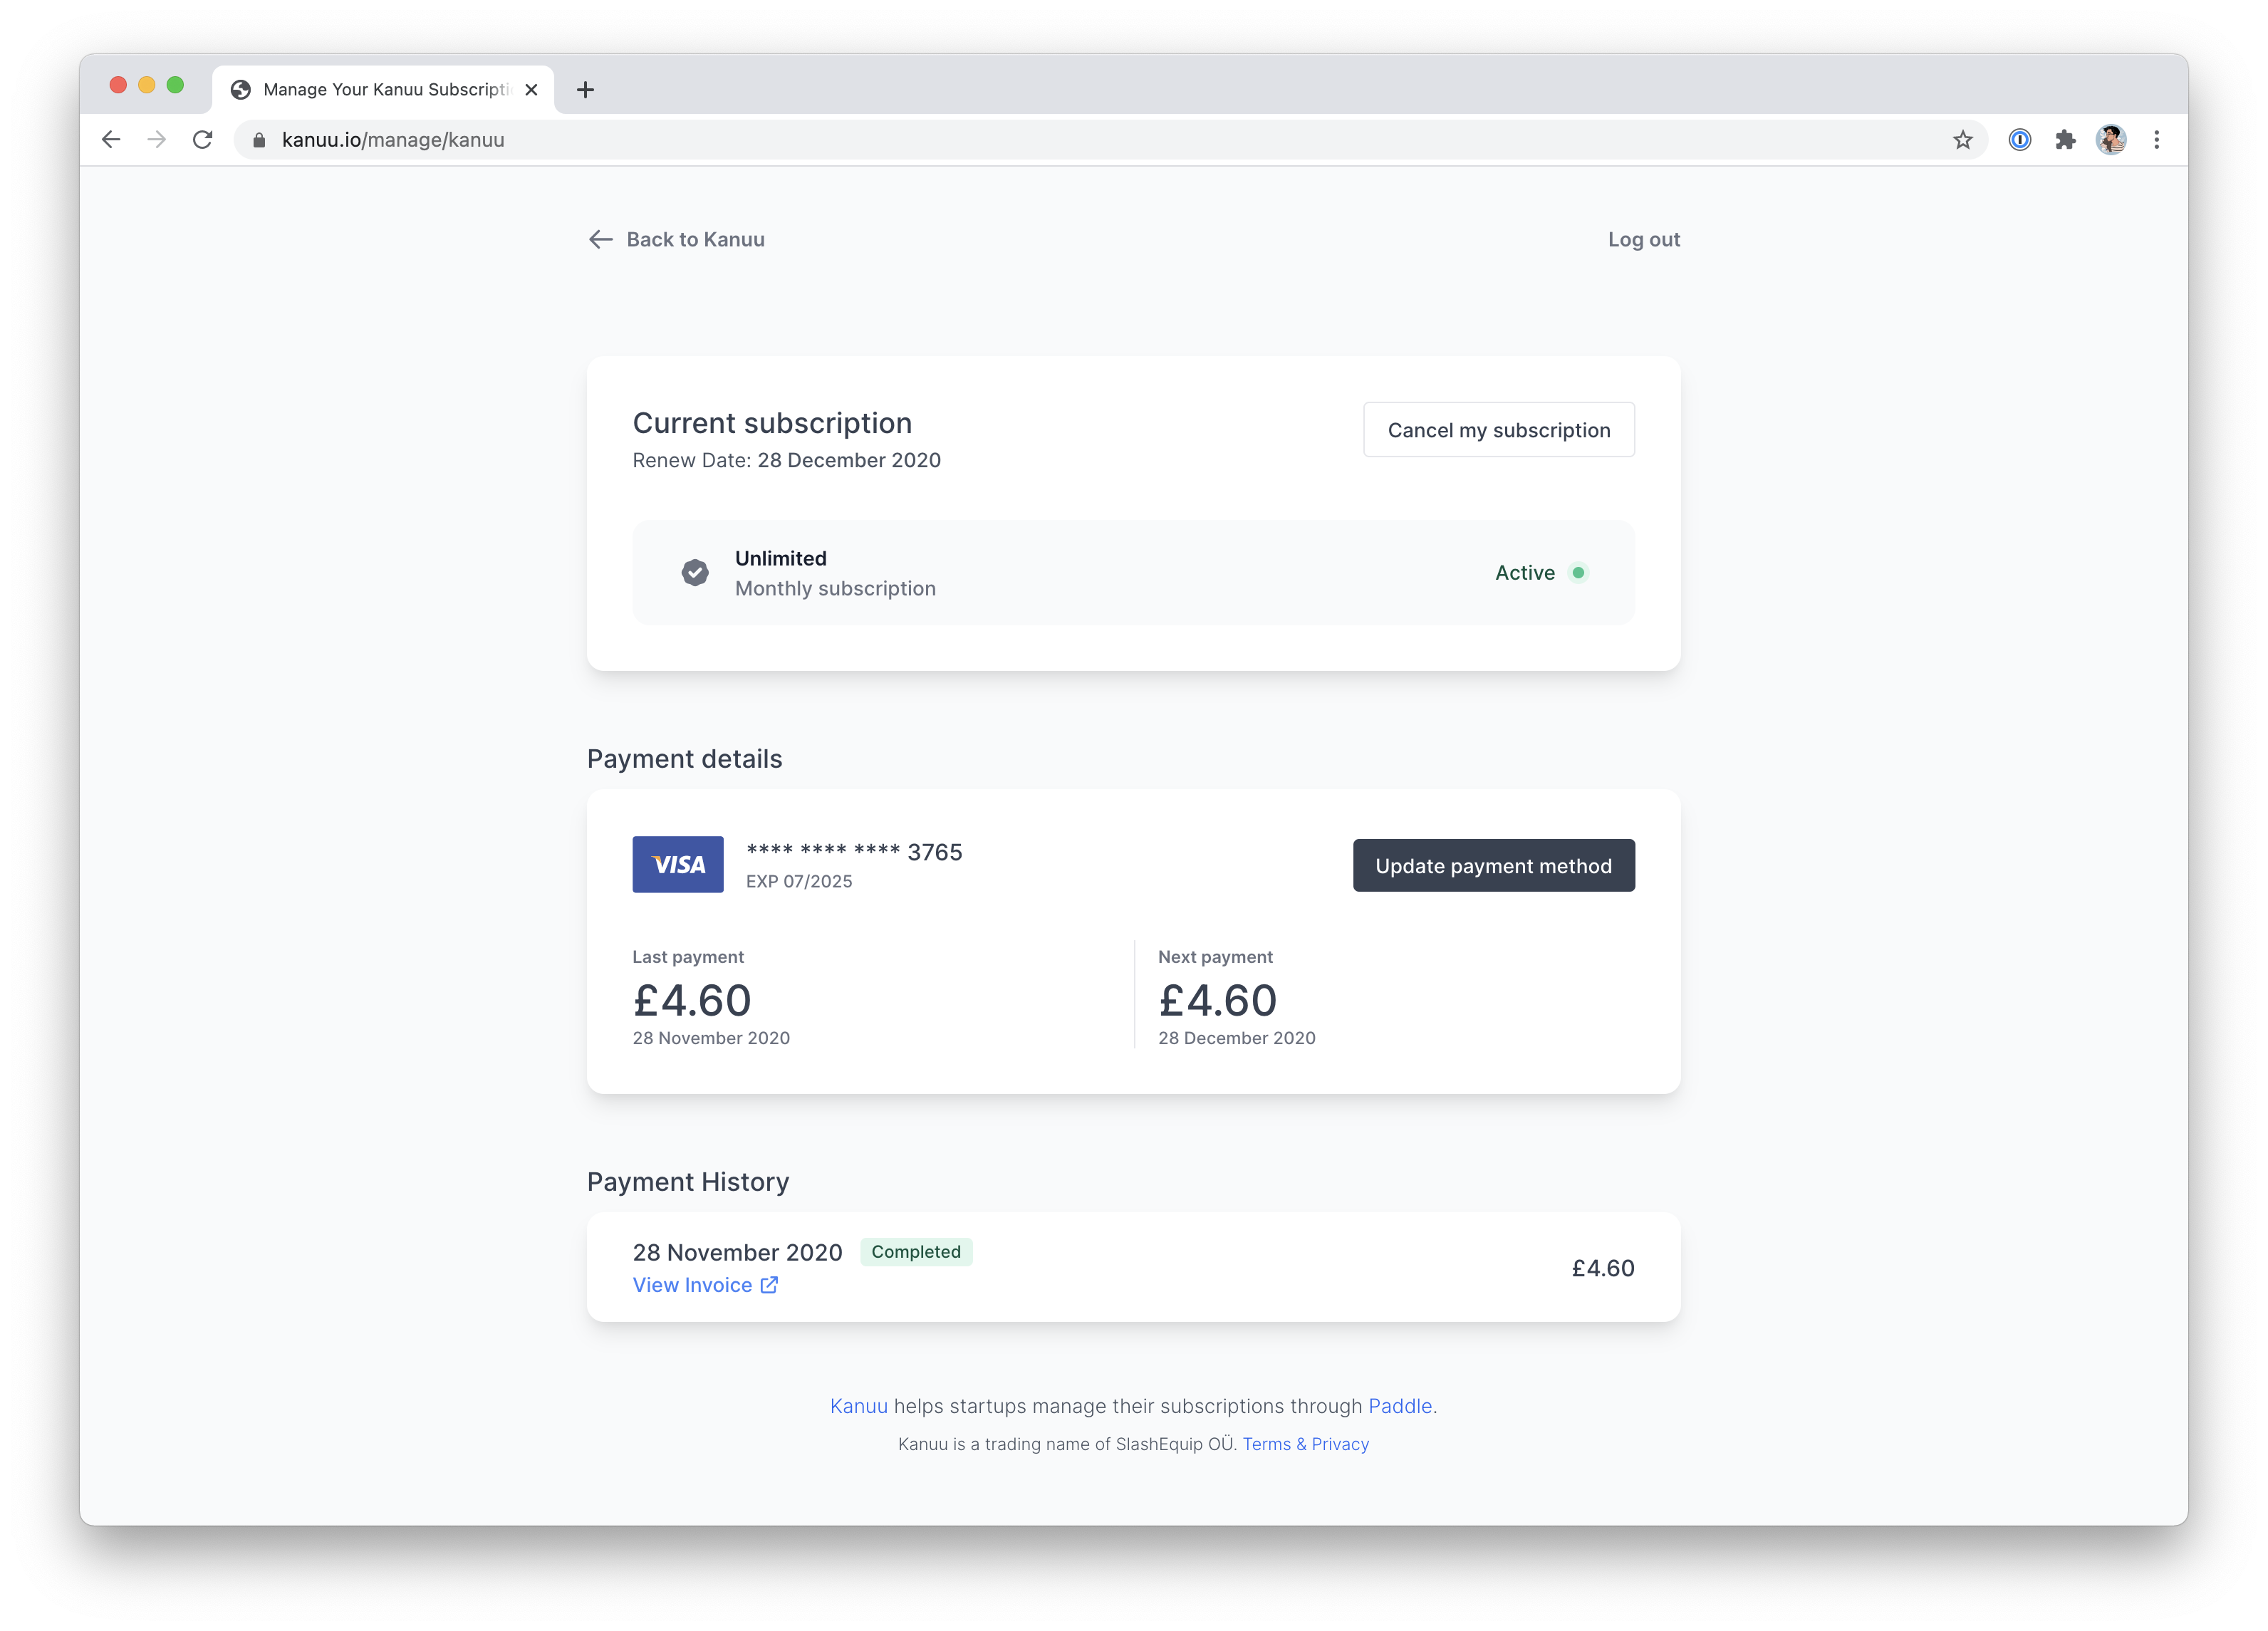 Manage Your Kanuu Subscripti
kanuu.io/manage/kanuu
Back to Kanuu
Log out
Current subscription
Cancel my subscription
Renew Date: 28 December 2020
Unlimited
Monthly subscription
Active
Payment details
VISA
**** **** **** 3765
EXP 07/2025
Update payment method
Last payment
£4.60
28 November 2020
Next payment
£4.60
28 December 2020
Payment History
28 November 2020 Completed
View Invoice
£4.60
Kanuu helps startups manage their subscriptions through Paddle.
Kanuu is a trading name of SlashEquip OÜ. Terms & Privacy